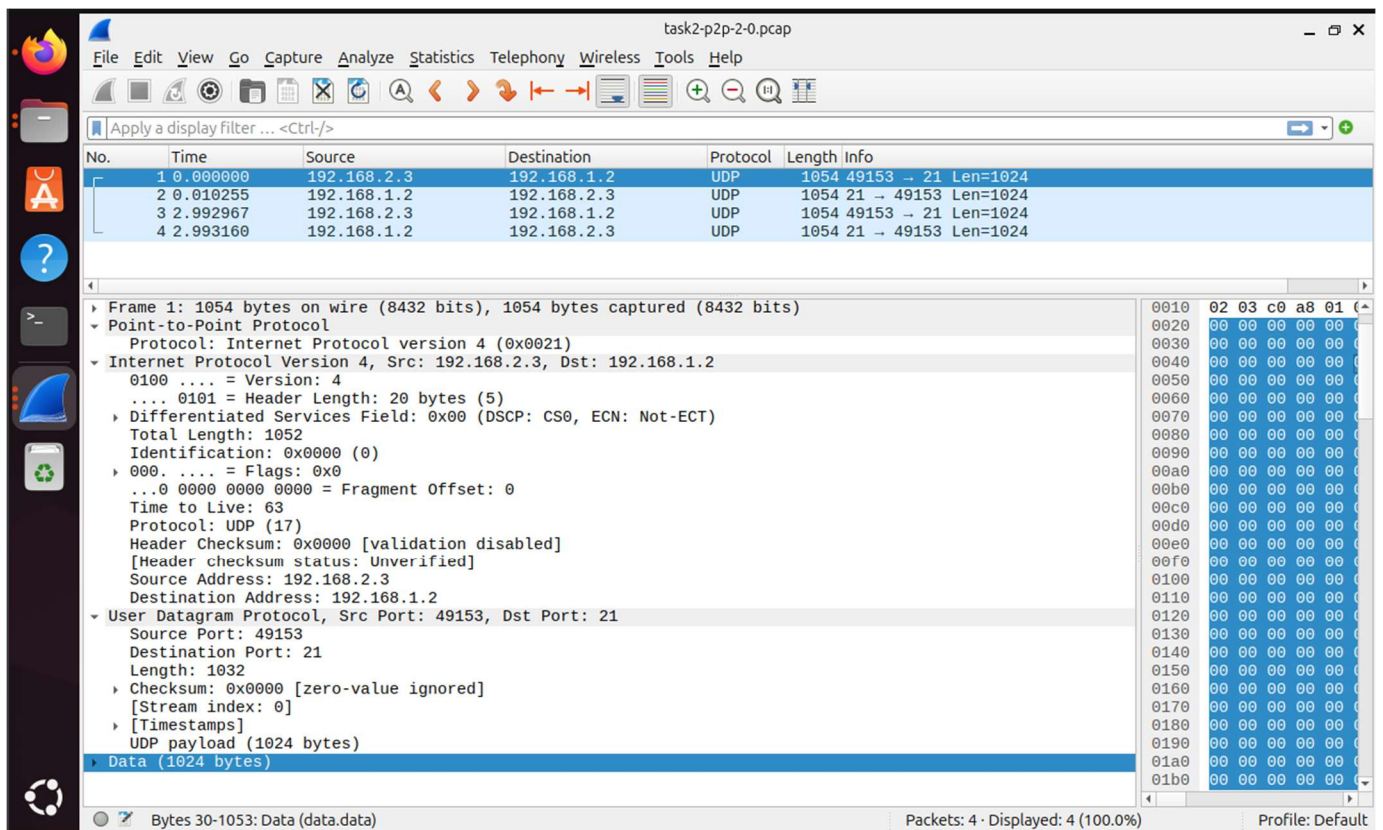 task2-p2p-2-0.pcap
File Edit View Go Capture Analyze Statistics Telephony Wireless Tools Help
Apply a display filter … <Ctrl-/>
No. Time Source Destination Protocol Length Info
1 0.000000 192.168.2.3 192.168.1.2 UDP 1054 49153 → 21 Len=1024
2 0.010255 192.168.1.2 192.168.2.3 UDP 1054 21 → 49153 Len=1024
3 2.992967 192.168.2.3 192.168.1.2 UDP 1054 49153 → 21 Len=1024
4 2.993160 192.168.1.2 192.168.2.3 UDP 1054 21 → 49153 Len=1024
Frame 1: 1054 bytes on wire (8432 bits), 1054 bytes captured (8432 bits)
Point-to-Point Protocol
Protocol: Internet Protocol version 4 (0x0021)
Internet Protocol Version 4, Src: 192.168.2.3, Dst: 192.168.1.2
0100 .... = Version: 4
.... 0101 = Header Length: 20 bytes (5)
Differentiated Services Field: 0x00 (DSCP: CS0, ECN: Not-ECT)
Total Length: 1052
Identification: 0x0000 (0)
000. .... = Flags: 0x0
...0 0000 0000 0000 = Fragment Offset: 0
Time to Live: 63
Protocol: UDP (17)
Header Checksum: 0x0000 [validation disabled]
[Header checksum status: Unverified]
Source Address: 192.168.2.3
Destination Address: 192.168.1.2
User Datagram Protocol, Src Port: 49153, Dst Port: 21
Source Port: 49153
Destination Port: 21
Length: 1032
Checksum: 0x0000 [zero-value ignored]
[Stream index: 0]
[Timestamps]
UDP payload (1024 bytes)
Data (1024 bytes)
0010 02 03 c0 a8 01
0020 00 00 00 00 00
0030 00 00 00 00 00
0040 00 00 00 00 00
0050 00 00 00 00 00
0060 00 00 00 00 00
0070 00 00 00 00 00
0080 00 00 00 00 00
0090 00 00 00 00 00
00a0 00 00 00 00 00
00b0 00 00 00 00 00
00c0 00 00 00 00 00
00d0 00 00 00 00 00
00e0 00 00 00 00 00
00f0 00 00 00 00 00
0100 00 00 00 00 00
0110 00 00 00 00 00
0120 00 00 00 00 00
0130 00 00 00 00 00
0140 00 00 00 00 00
0150 00 00 00 00 00
0160 00 00 00 00 00
0170 00 00 00 00 00
0180 00 00 00 00 00
0190 00 00 00 00 00
01a0 00 00 00 00 00
01b0 00 00 00 00 00
Bytes 30-1053: Data (data.data) Packets: 4 · Displayed: 4 (100.0%) Profile: Default